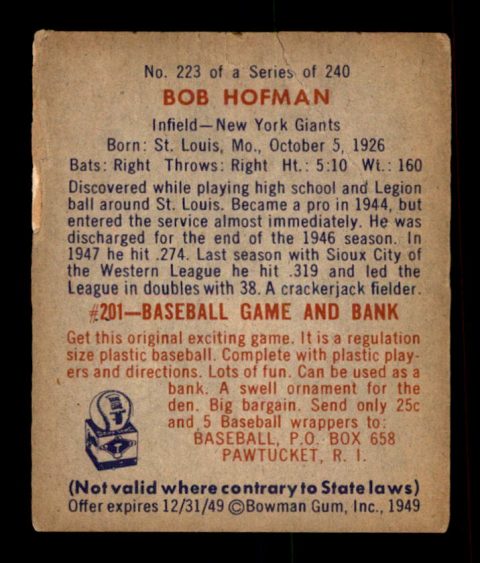 No. 223 of a Series of 240
BOB HOFMAN
Infield—New York Giants
Born: St. Louis, Mo., October 5, 1926
Bats: Right Throws: Right Ht.: 5:10 Wt.: 160
Discovered while playing high school and Legion
ball around St. Louis. Became a pro in 1944, but
entered the service almost immediately. He was
discharged for the end of the 1946 season. In
1947 he hit .274. Last season with Sioux City of
the Western League he hit .319 and led the
League in doubles with 38. A crackerjack fielder.
#201—BASEBALL GAME AND BANK
Get this original exciting game. It is a regulation
size plastic baseball. Complete with plastic play-
ers and directions. Lots of fun. Can be used as a
bank. A swell ornament for the
den. Big bargain. Send only 25c
and 5 Baseball wrappers to:
BASEBALL, P.O. BOX 658
PAWTUCKET, R. I.
(Not valid where contrary to State laws)
Offer expires 12/31/49 ©Bowman Gum, Inc., 1949